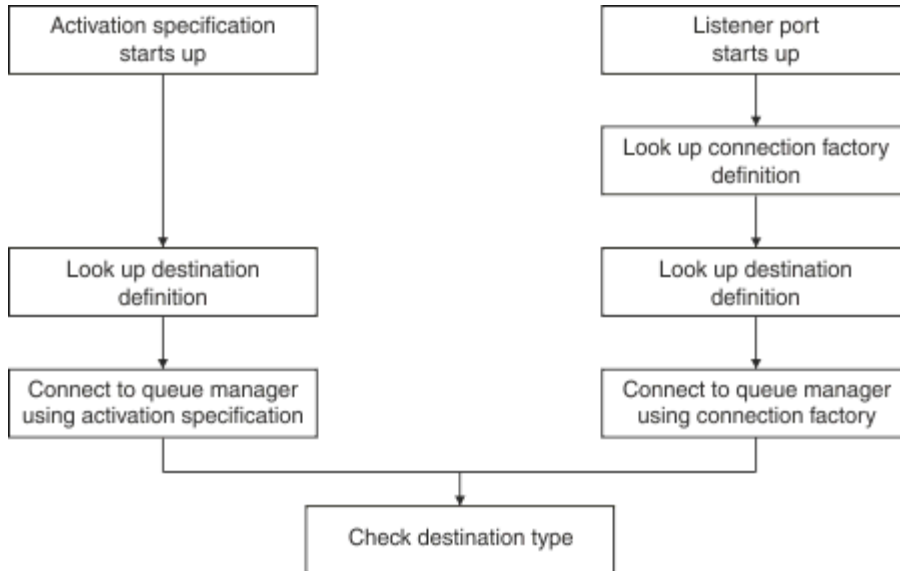 Activation specification
starts up
Listener port
starts up
Look up connection factory
definition
Look up destination
definition
Look up destination
definition
Connect to queue manager
using activation specification
Connect to queue manager
using connection factory
Check destination type